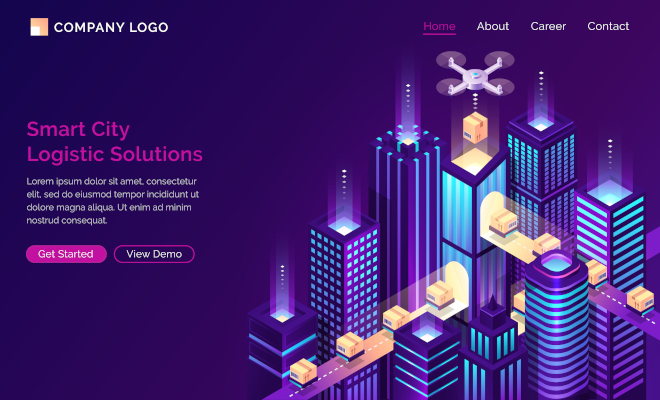 COMPANY LOGO
Home About Career Contact
Smart City
Logistic Solutions
Lorem ipsum dolor sit amet, consectetur
elit, sed do eiusmod tempor incididunt ut
dolore magna aliqua. Ut enim ad minim
nostrud consequat.
Get Started View Demo